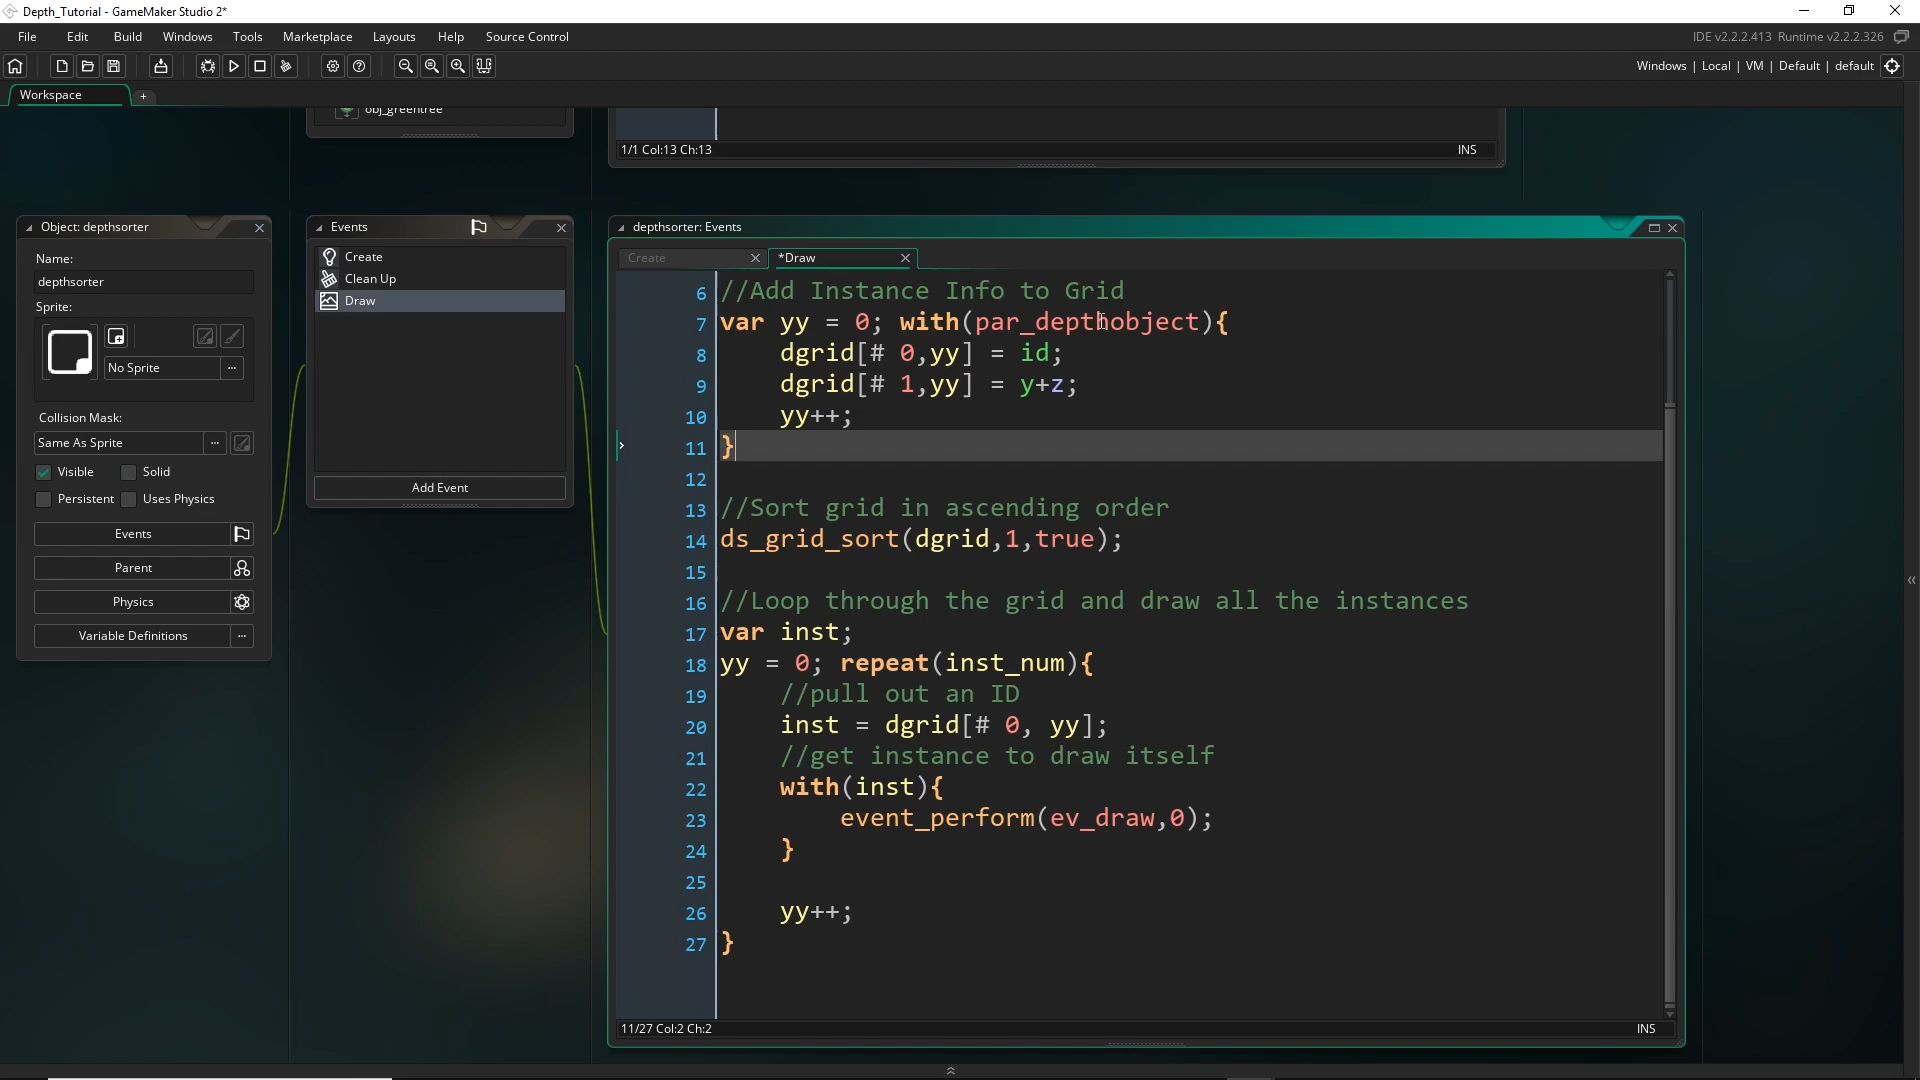 Depth_Tutorial - GameMaker Studio 2*
File Edit Build Windows Tools Marketplace Layouts Help Source Control
IDE v2.2.2.413 Runtime v2.2.2.326
Windows | Local | VM | Default | default
Workspace
+
obj_greentree
1/1 Col:13 Ch:13
INS
Object: depthsorter
Name:
depthsorter
Sprite:
No Sprite
...
Collision Mask:
Same As Sprite
...
Visible Solid
Persistent Uses Physics
Events
Parent
Physics
Variable Definitions
...
Events
Create
Clean Up
Draw
Add Event
depthsorter: Events
Create
*Draw
6 //Add Instance Info to Grid
7 var yy = 0; with(par_depthobject){
8 dgrid[# 0,yy] = id;
9 dgrid[# 1,yy] = y+z;
10 yy++;
11 }
12
13 //Sort grid in ascending order
14 ds_grid_sort(dgrid,1,true);
15
16 //Loop through the grid and draw all the instances
17 var inst;
18 yy = 0; repeat(inst_num){
19 //pull out an ID
20 inst = dgrid[# 0, yy];
21 //get instance to draw itself
22 with(inst){
23 event_perform(ev_draw,0);
24 }
25
26 yy++;
27 }
11/27 Col:2 Ch:2
INS